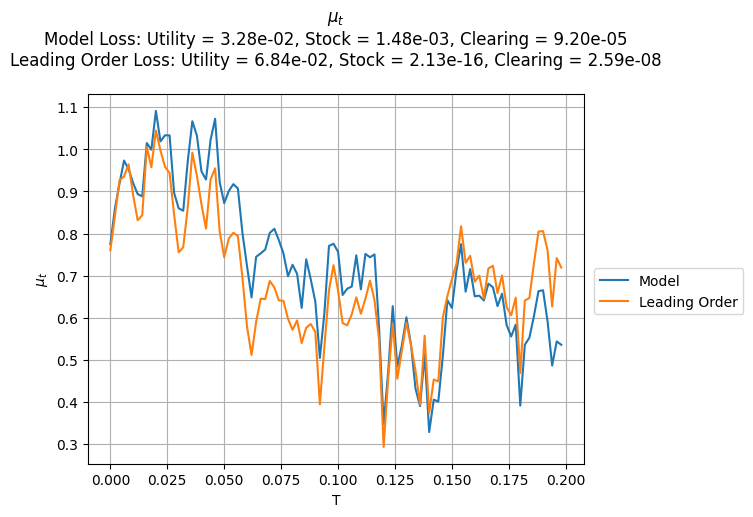 μt
Model Loss: Utility = 3.28e-02, Stock = 1.48e-03, Clearing = 9.20e-05
Leading Order Loss: Utility = 6.84e-02, Stock = 2.13e-16, Clearing = 2.59e-08
1.1
1.0
0.9
0.8
0.7
0.6
0.5
0.4
0.3
μt
0.000 0.025 0.050 0.075 0.100 0.125 0.150 0.175 0.200
T
Model
Leading Order